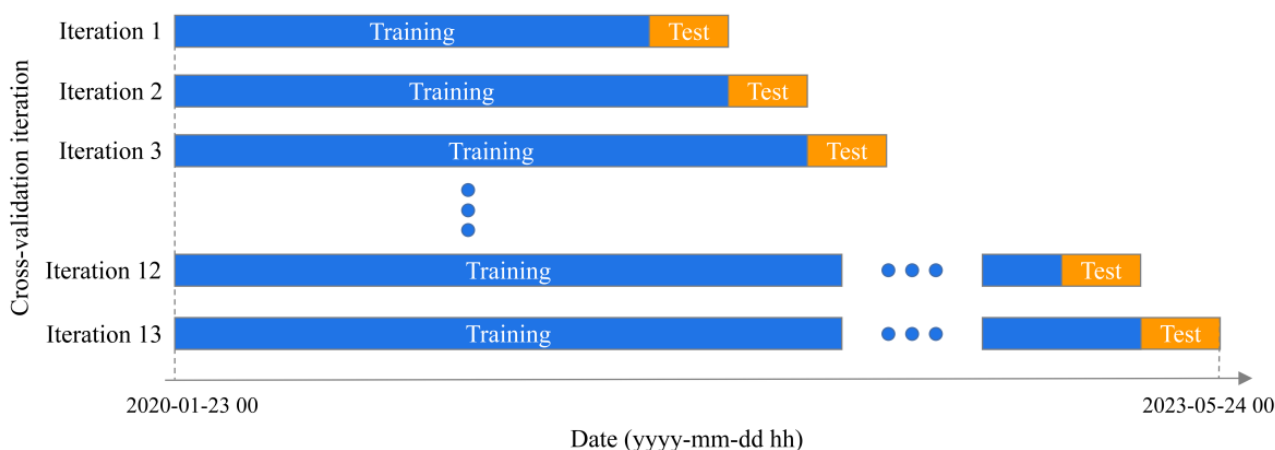 Iteration 1
Training
Test
Iteration 2
Training
Test
Iteration 3
Training
Test
Cross-validation iteration
Iteration 12
Training
Test
Iteration 13
Training
Test
2020-01-23 00
2023-05-24 00
Date (yyyy-mm-dd hh)